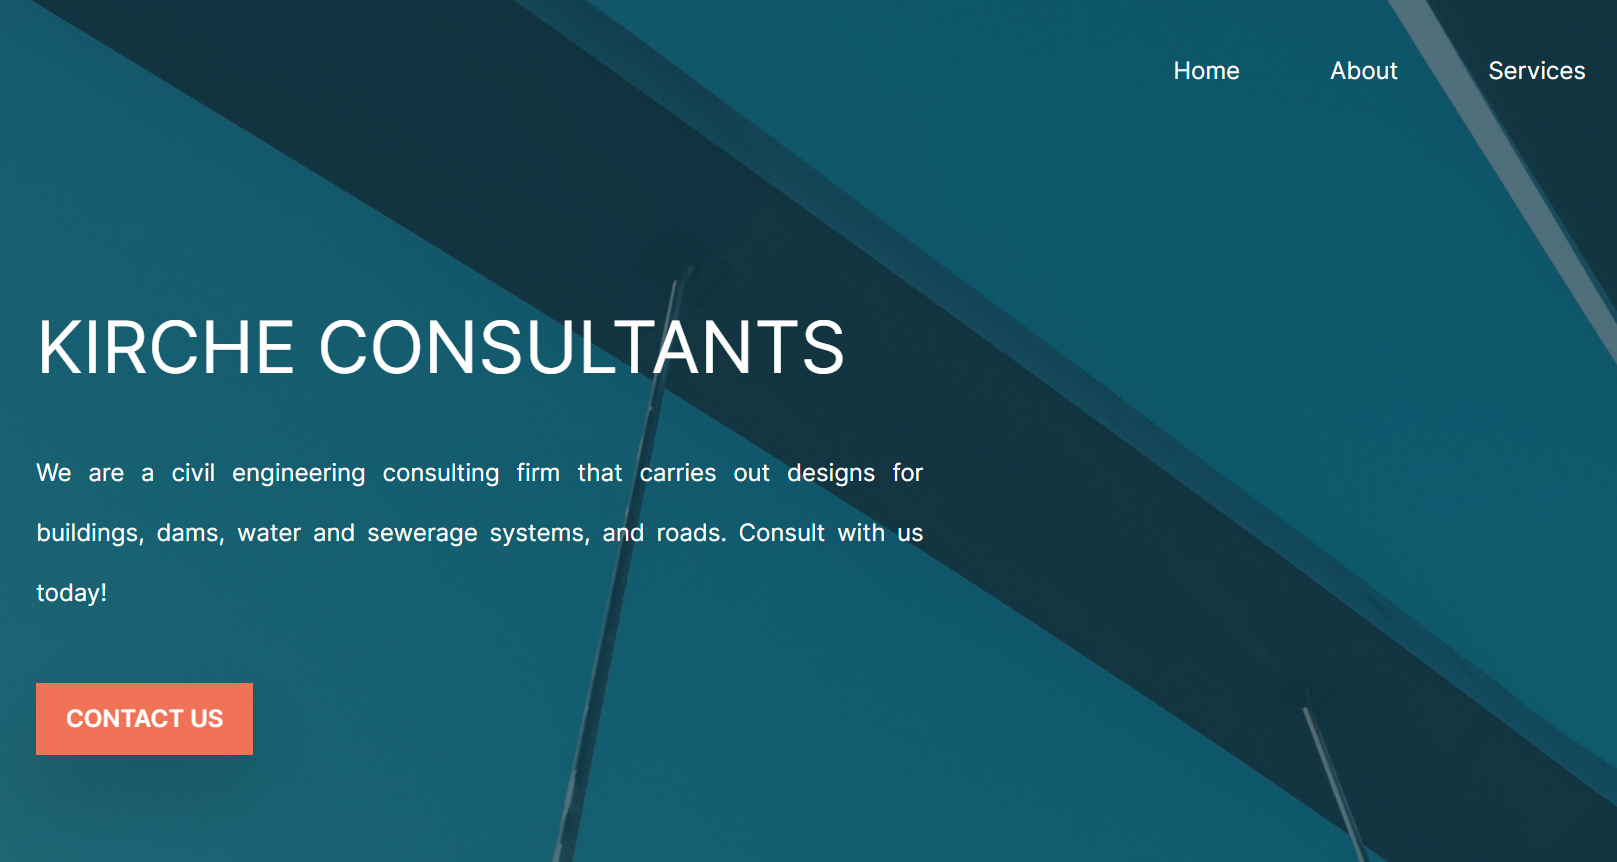 Home About Services
KIRCHE CONSULTANTS
We are a civil engineering consulting firm that carries out designs for
buildings, dams, water and sewerage systems, and roads. Consult with us
today!
CONTACT US